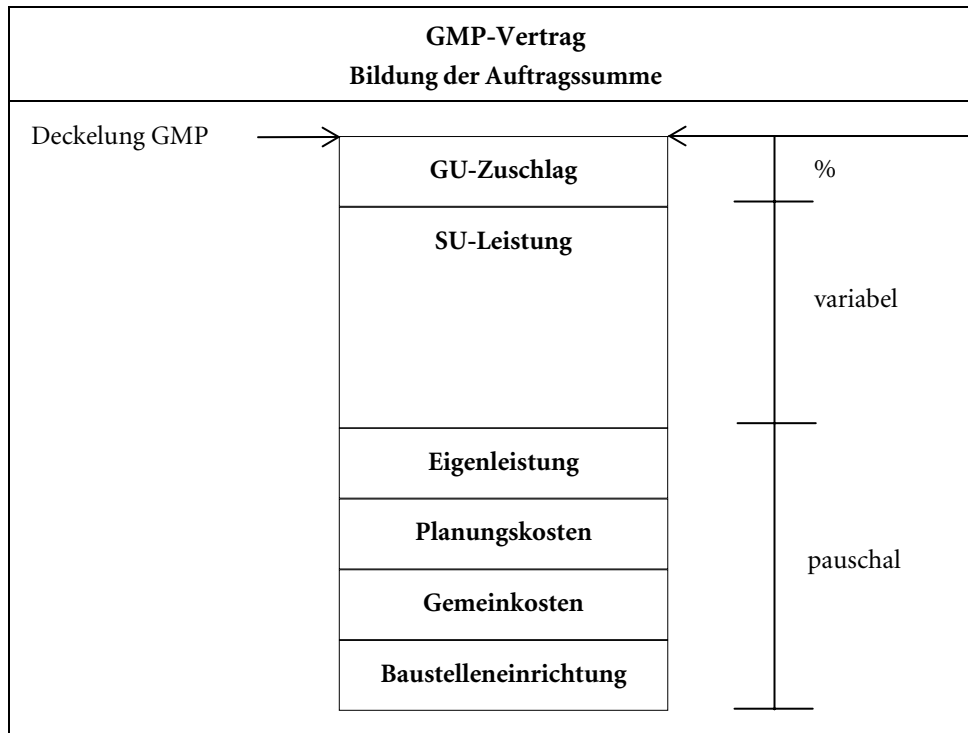 GMP-Vertrag
Bildung der Auftragssumme
Deckelung GMP
GU-Zuschlag
%
SU-Leistung
variabel
Eigenleistung
Planungskosten
pauschal
Gemeinkosten
Baustelleneinrichtung